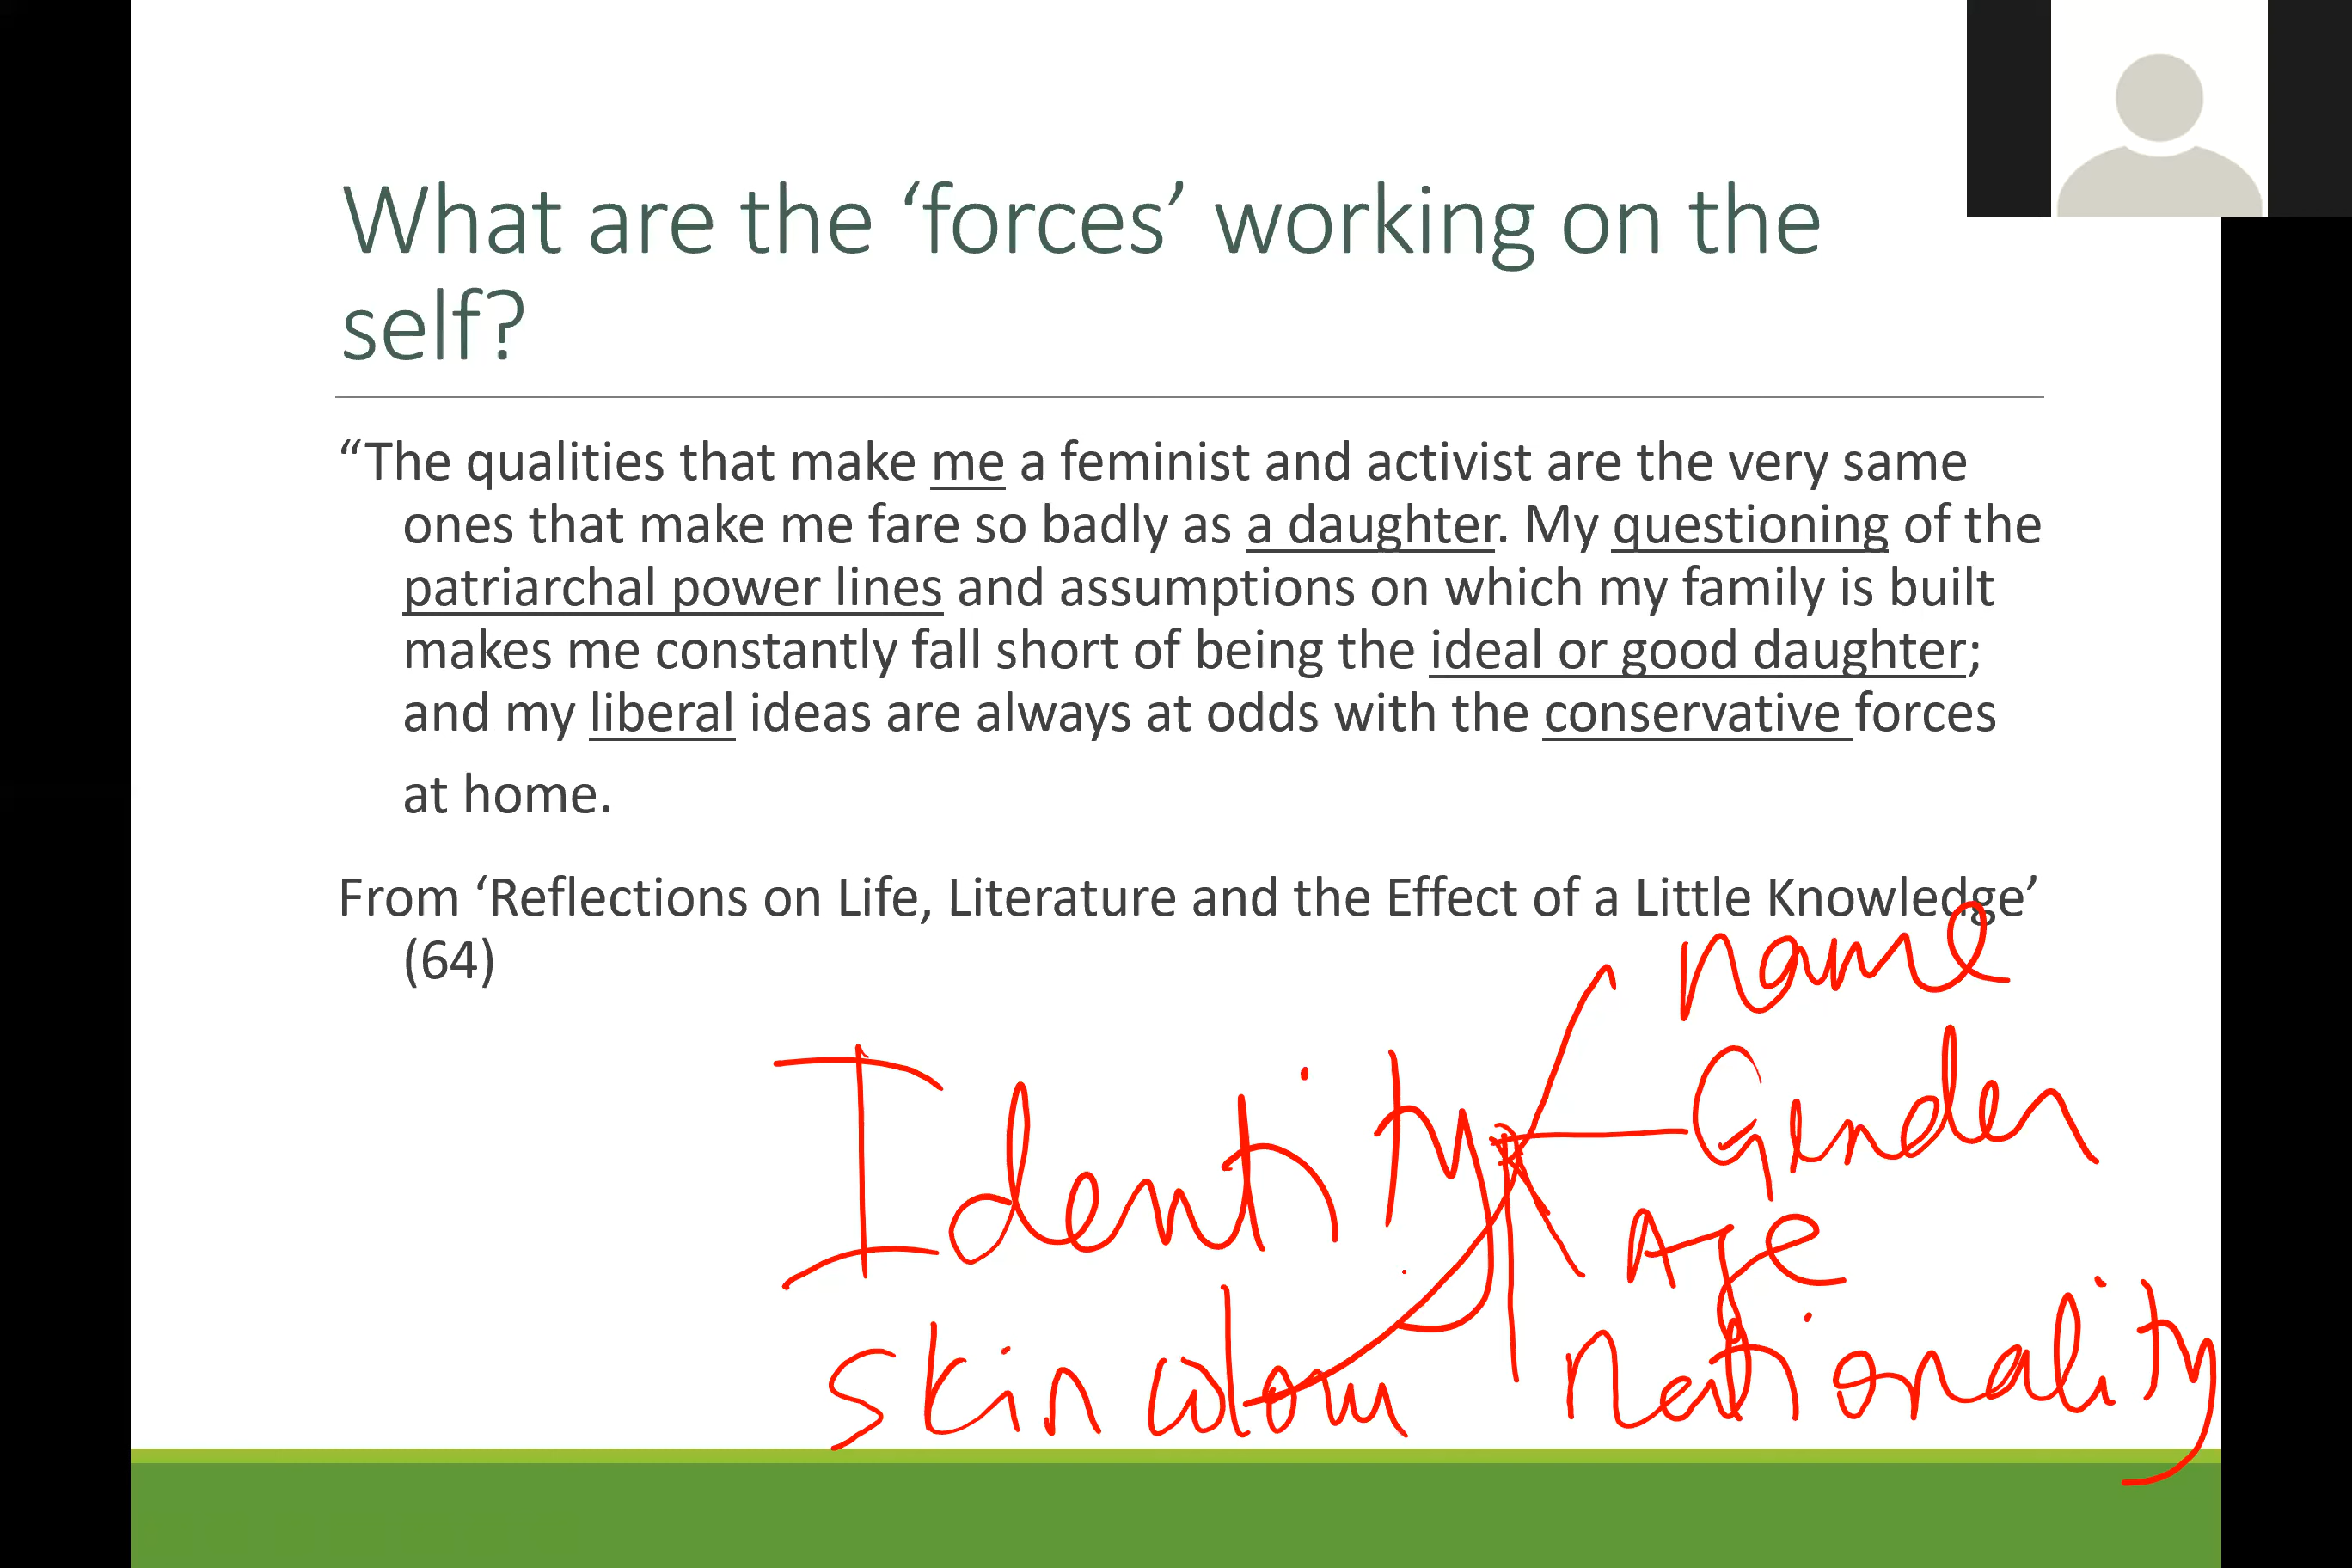 What are the ‘forces’ working on the
self?
“The qualities that make me a feminist and activist are the very same
ones that make me fare so badly as a daughter. My questioning of the
patriarchal power lines and assumptions on which my family is built
makes me constantly fall short of being the ideal or good daughter;
and my liberal ideas are always at odds with the conservative forces
at home.
From ‘Reflections on Life, Literature and the Effect of a Little Knowledge’
(64)
name
Identity
Gender
Age
skin colour
nationality